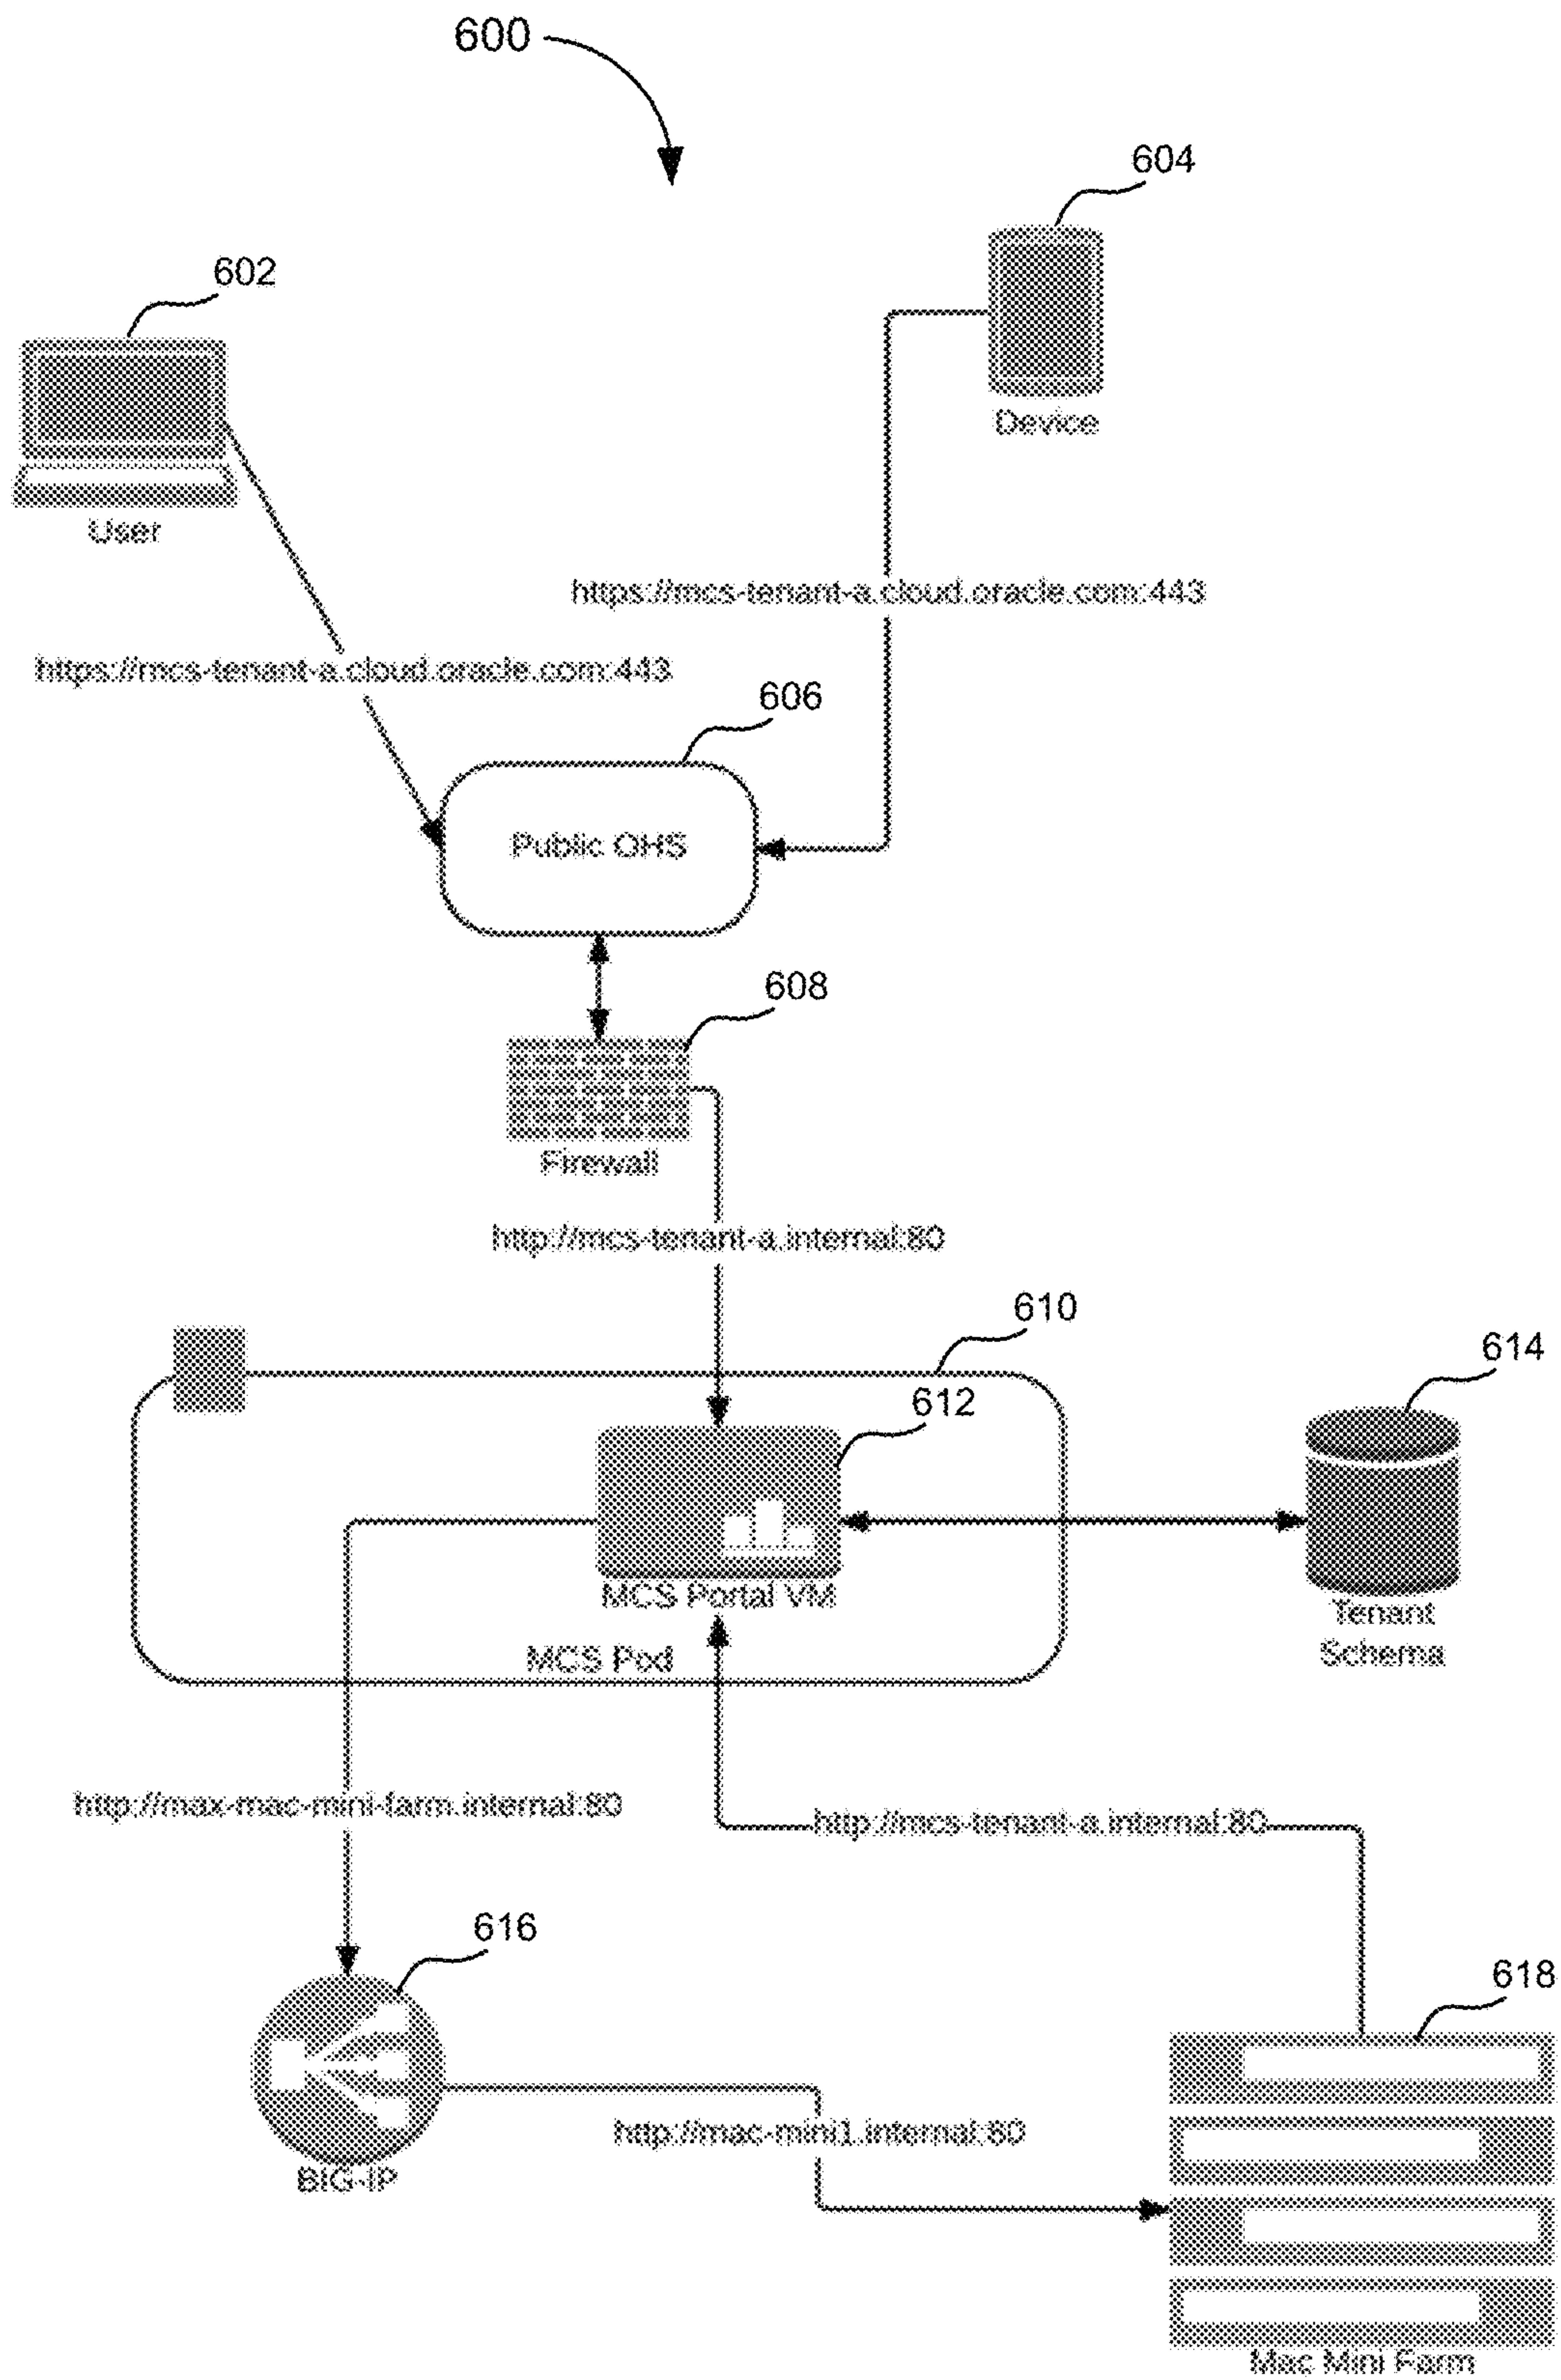 600
604
602
Device
User
https://mcs-tenant-a.cloud.oracle.com:443
https://mcs-tenant-a.cloud.oracle.com:443
606
Public OHS
608
Firewall
http://mcs-tenant-a.internal:80
610
614
612
MCS Portal VM
Tenant
Schema
MCS Pod
http://max-mac-mini-farm.internal:80
http://mcs-tenant-a.internal:80
616
618
http://mac-mini1.internal:80
BIG-IP
Mac Mini Farm